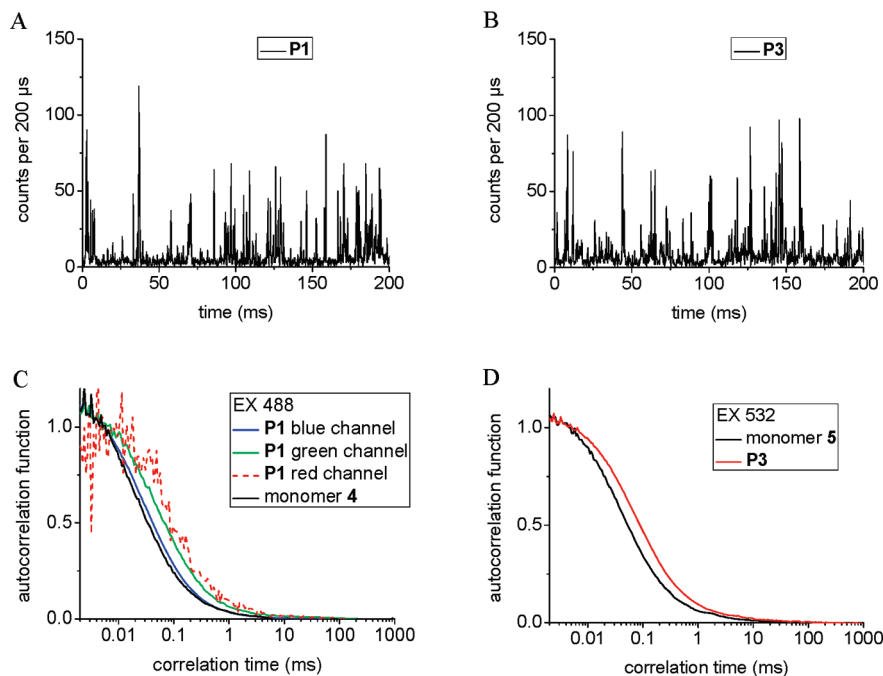 A
150
100
50
0
counts per 200 µs
P1
0
50
100
150
200
time (ms)
B
150
100
50
0
counts per 200 µs
P3
0
50
100
150
200
time (ms)
C
1.0
0.5
0.0
autocorrelation function
EX 488
P1 blue channel
P1 green channel
P1 red channel
monomer 4
0.01
0.1
1
10
100
1000
correlation time (ms)
D
1.0
0.5
0.0
autocorrelation function
EX 532
monomer 5
P3
0.01
0.1
1
10
100
1000
correlation time (ms)